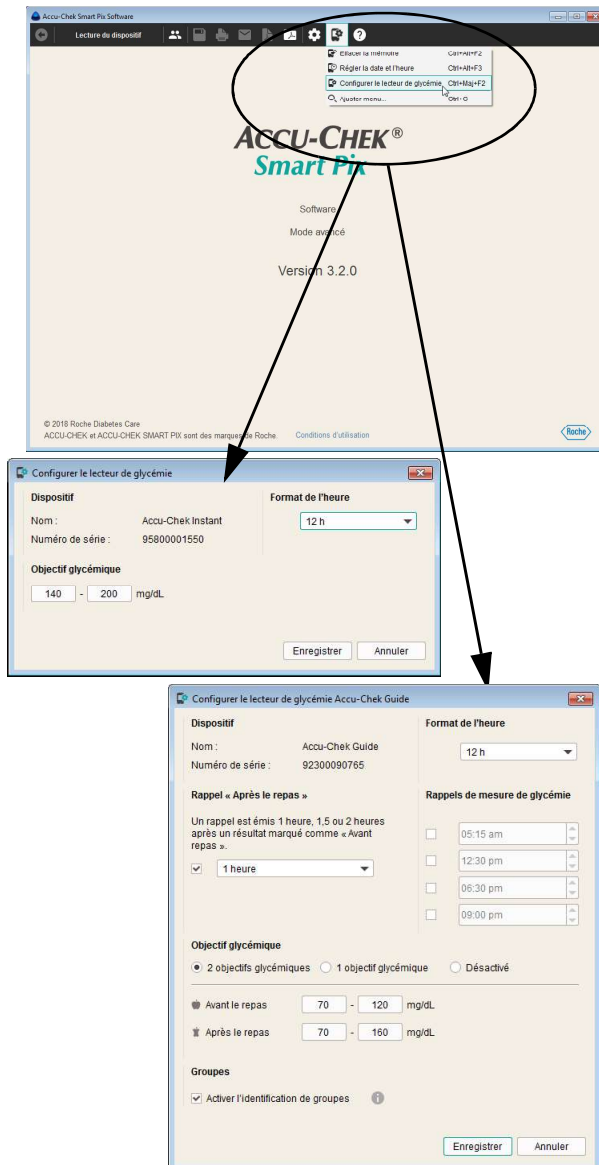 Accu-Chek Smart Pix Software
Lecture du dispositif
Effacer la mémoire Ctrl+Alt+F2
Régler la date et l'heure Ctrl+Alt+F3
Configurer le lecteur de glycémie Ctrl+Maj+F2
Ajuster menu... Ctrl+G
ACCU-CHEK®
Smart Pix
Software
Mode avancé
Version 3.2.0
© 2018 Roche Diabetes Care
ACCU-CHEK et ACCU-CHEK SMART PIX sont des marques de Roche. Conditions d'utilisation
Roche
Configurer le lecteur de glycémie
Dispositif
Nom : Accu-Chek Instant
Numéro de série : 95800001550
Format de l'heure
12 h
Objectif glycémique
140 - 200 mg/dL
Enregistrer Annuler
Configurer le lecteur de glycémie Accu-Chek Guide
Dispositif
Nom : Accu-Chek Guide
Numéro de série : 92300090765
Format de l'heure
12 h
Rappel « Après le repas »
Un rappel est émis 1 heure, 1,5 ou 2 heures
après un résultat marqué comme « Avant
repas ».
1 heure
Rappels de mesure de glycémie
05:15 am
12:30 pm
06:30 pm
09:00 pm
Objectif glycémique
2 objectifs glycémiques 1 objectif glycémique Désactivé
Avant le repas 70 - 120 mg/dL
Après le repas 70 - 160 mg/dL
Groupes
Activer l'identification de groupes
Enregistrer Annuler